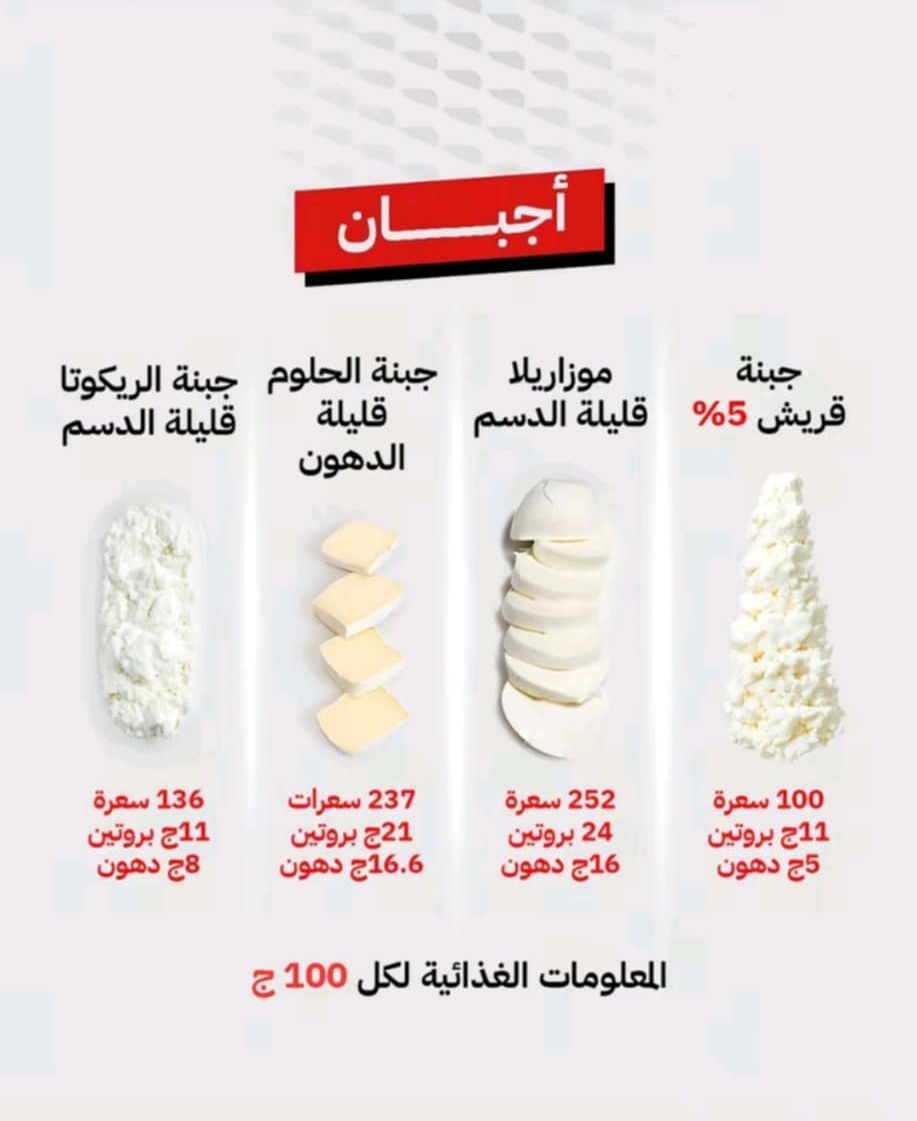 أجبـــــان
جبنة
قريش 5%
100 سعرة
11ج بروتين
5ج دهون
موزاريلا
قليلة الدسم
252 سعرة
24 بروتين
16ج دهون
جبنة الحلوم
قليلة
الدهون
237 سعرات
21ج بروتين
16.6ج دهون
جبنة الريكوتا
قليلة الدسم
136 سعرة
11ج بروتين
8ج دهون
المعلومات الغذائية لكل 100 ج